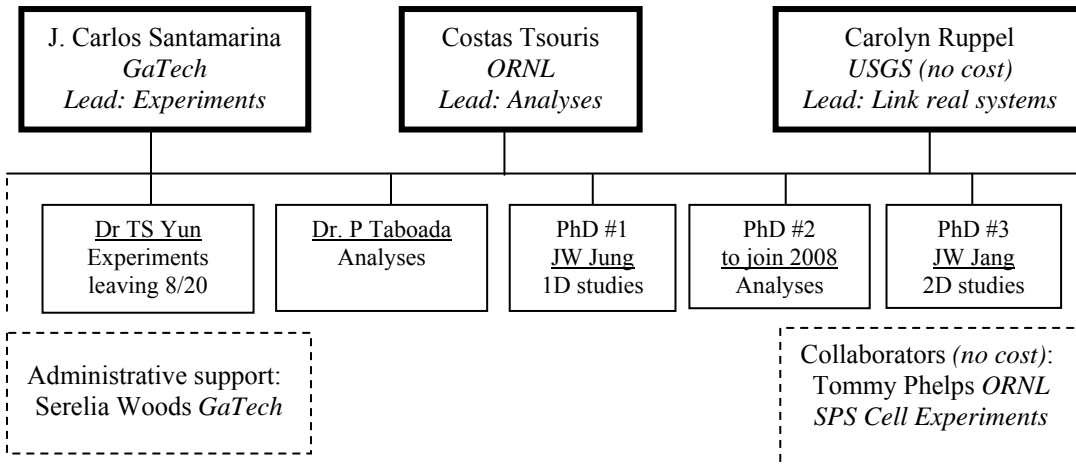 J. Carlos Santamarina
GaTech
Lead: Experiments
Costas Tsouris
ORNL
Lead: Analyses
Carolyn Ruppel
USGS (no cost)
Lead: Link real systems
Dr TS Yun
Experiments
leaving 8/20
Dr. P Taboada
Analyses
PhD #1
JW Jung
1D studies
PhD #2
to join 2008
Analyses
PhD #3
JW Jang
2D studies
Administrative support:
Serelia Woods GaTech
Collaborators (no cost):
Tommy Phelps ORNL
SPS Cell Experiments